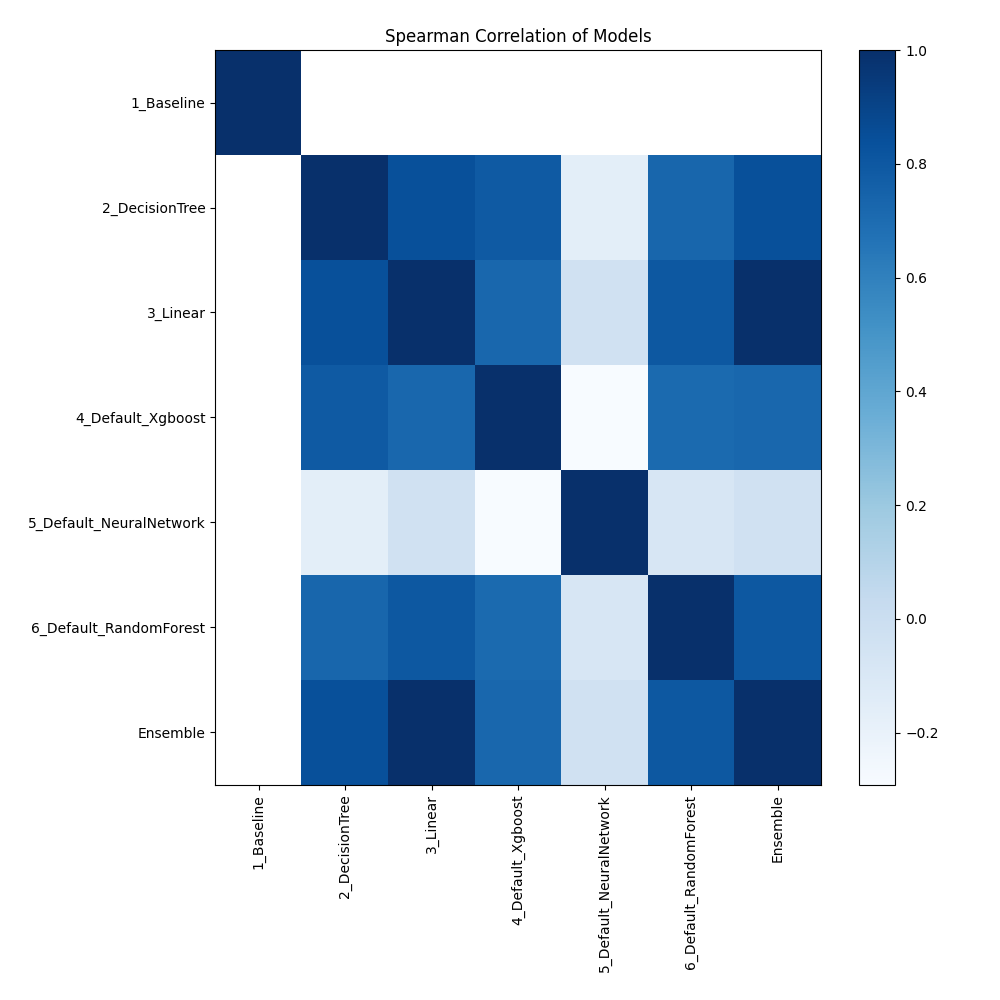 Spearman Correlation of Models
1_Baseline
2_DecisionTree
3_Linear
4_Default_Xgboost
5_Default_NeuralNetwork
6_Default_RandomForest
Ensemble
1_Baseline
2_DecisionTree
3_Linear
4_Default_Xgboost
5_Default_NeuralNetwork
6_Default_RandomForest
Ensemble
1.0
0.8
0.6
0.4
0.2
0.0
−0.2